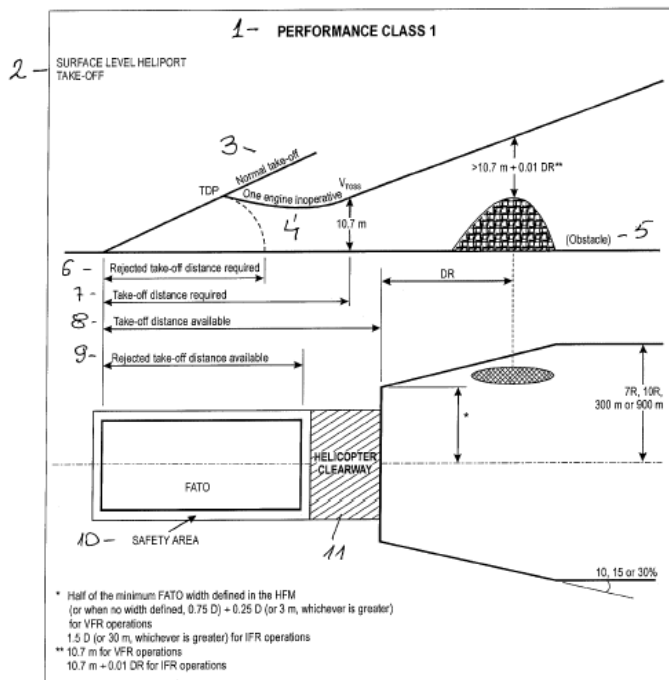 1- PERFORMANCE CLASS 1
2- SURFACE LEVEL HELIPORT
TAKE-OFF
3-
Normal take-off
TDP
One engine inoperative
VTOSS
4
>10.7 m + 0.01 DR**
10.7 m
(Obstacle) -5
6- Rejected take-off distance required
DR
7- Take-off distance required
8- Take-off distance available
9- Rejected take-off distance available
7R, 10R,
300 m or 900 m
*
HELICOPTER
CLEARWAY
FATO
10- SAFETY AREA
11
10, 15 or 30%
* Half of the minimum FATO width defined in the HFM
(or when no width defined, 0.75 D) + 0.25 D (or 3 m, whichever is greater)
for VFR operations
1.5 D (or 30 m, whichever is greater) for IFR operations
** 10.7 m for VFR operations
10.7 m + 0.01 DR for IFR operations